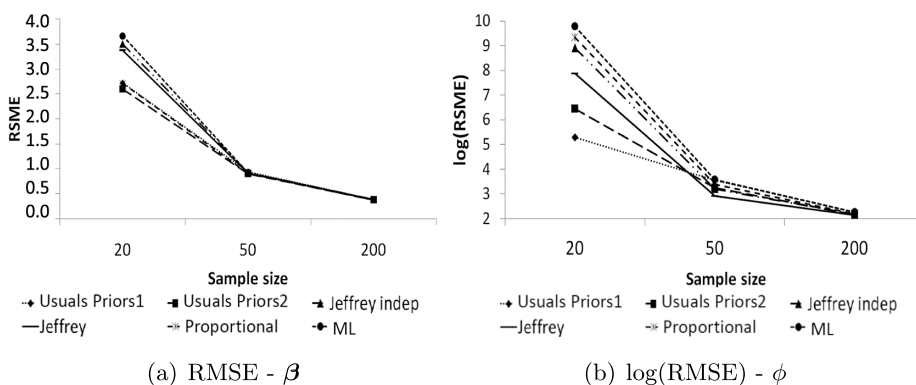 4.0
3.5
3.0
2.5
2.0
1.5
1.0
0.5
0.0
RSME
20 50 200
Sample size
Usuals Priors1 Usuals Priors2 Jeffrey indep
Jeffrey Proportional ML
(a) RMSE - β
10
9
8
7
6
5
4
3
2
log(RSME)
20 50 200
Sample size
Usuals Priors1 Usuals Priors2 Jeffrey indep
Jeffrey Proportional ML
(b) log(RMSE) - ϕ